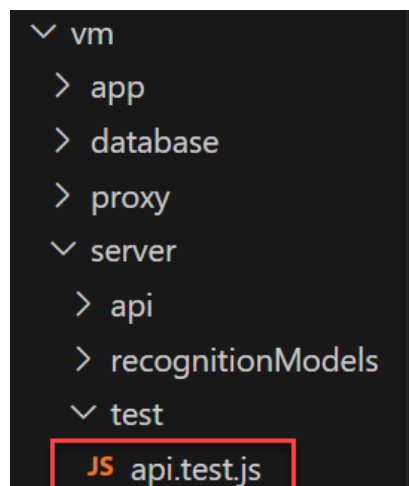 vm
app
database
proxy
server
api
recognitionModels
test
JS api.test.js